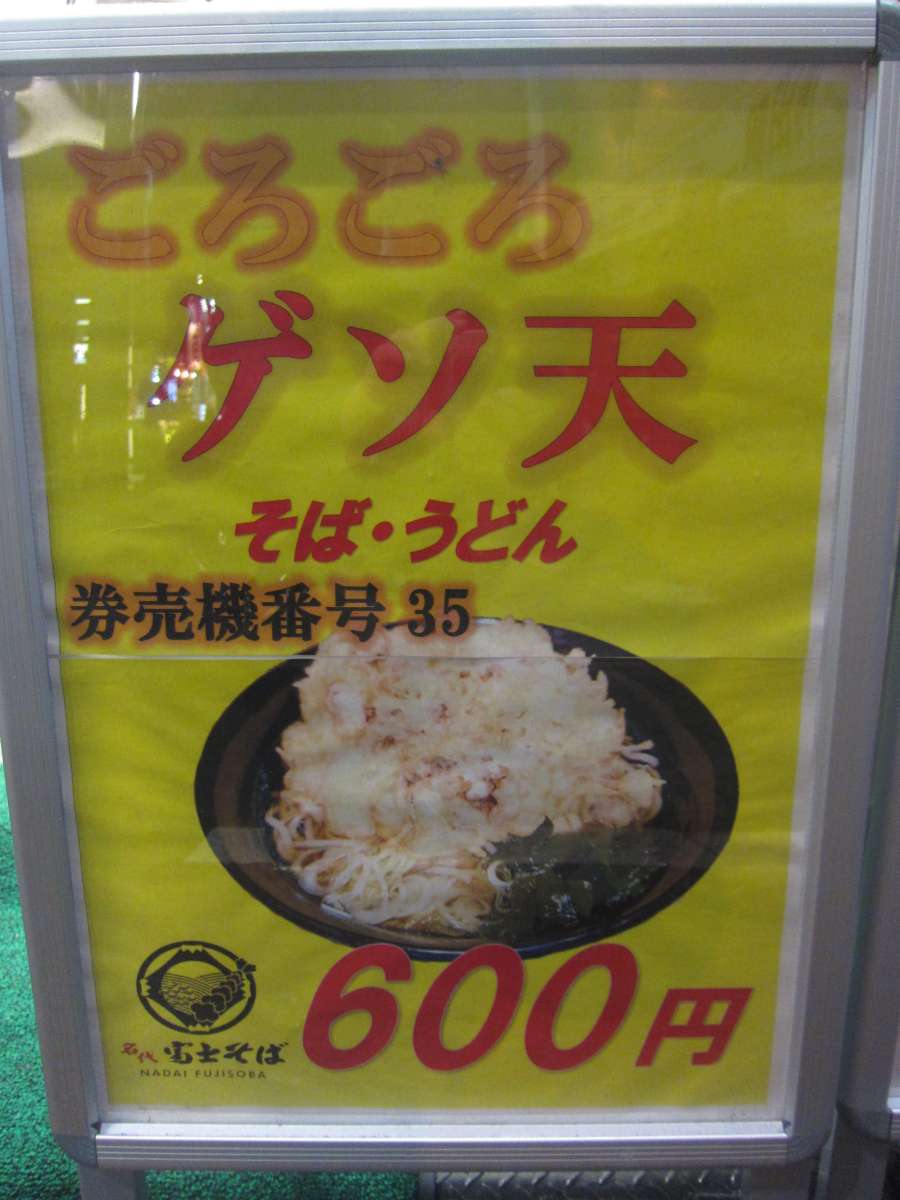 ごろごろ
ゲソ天
そば・うどん
券売機番号 35
600円
名代 富士そば
NADAI FUJISOBA